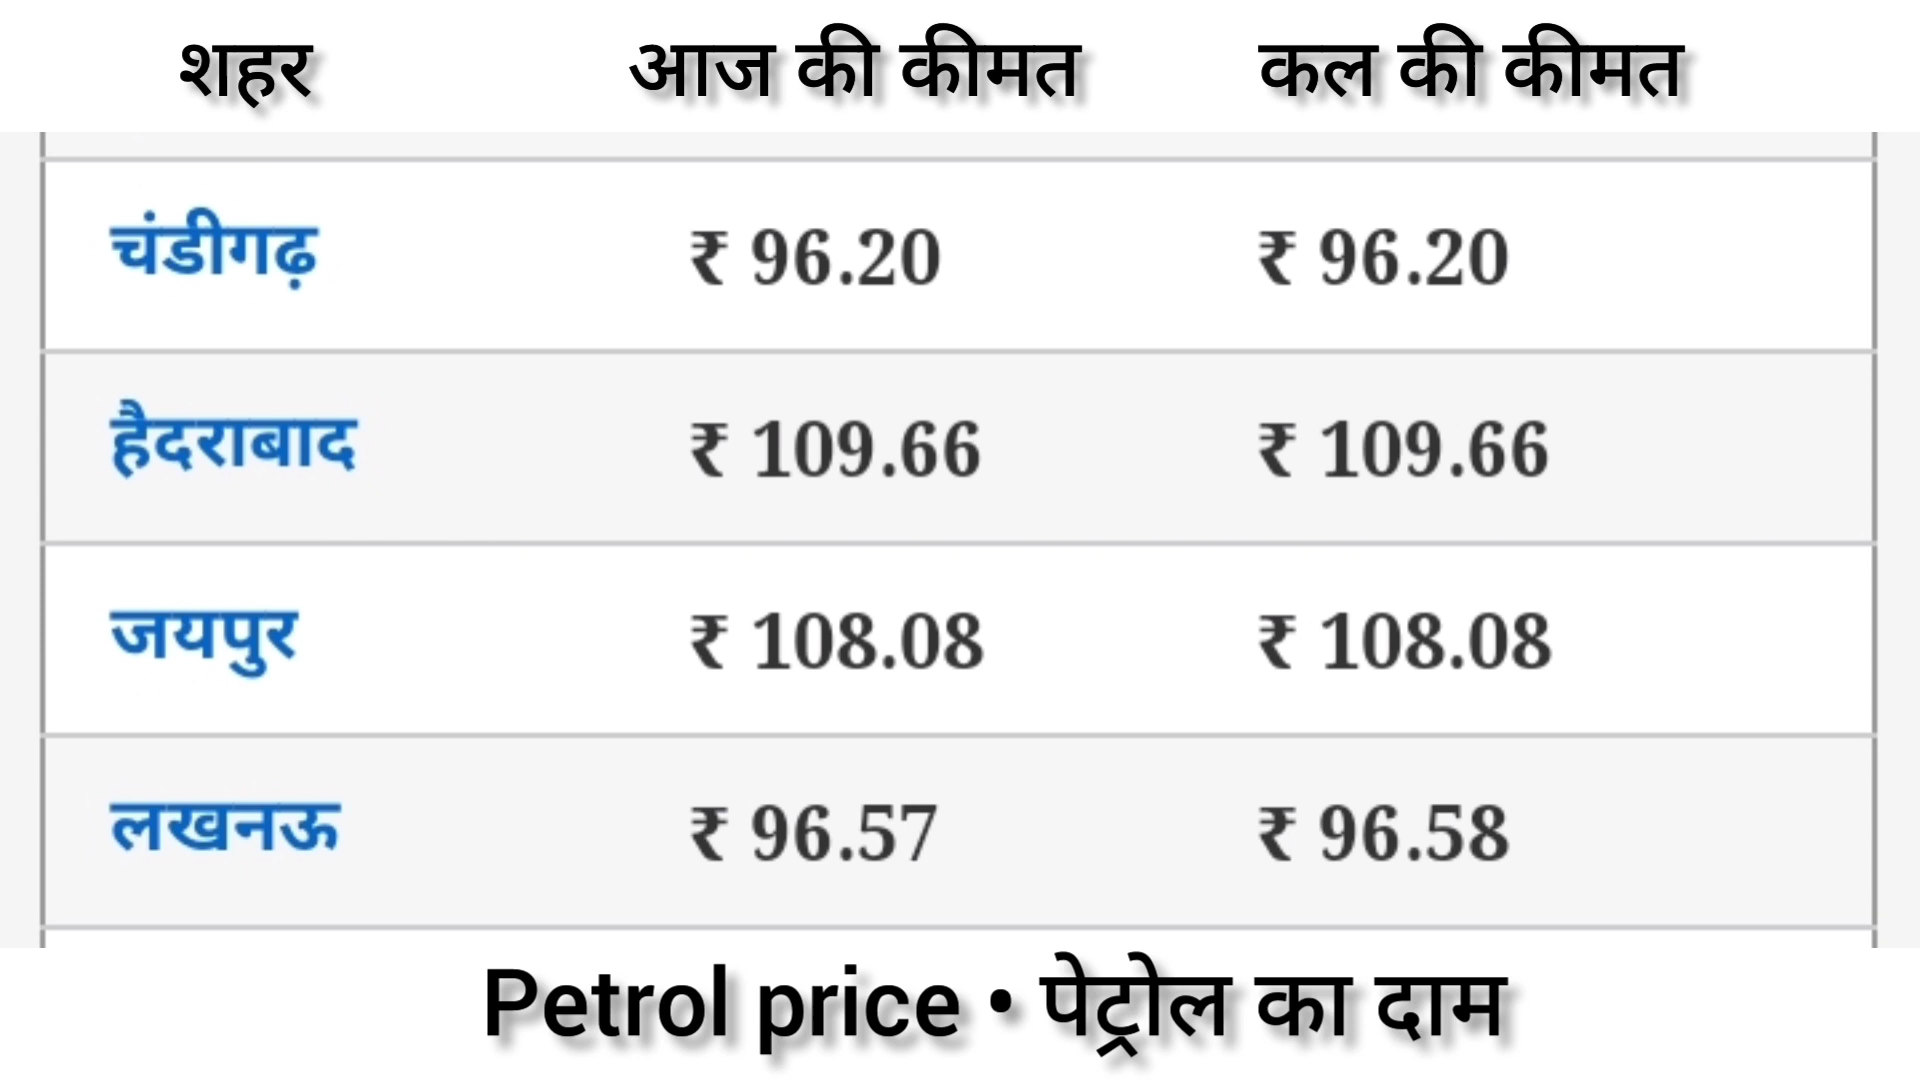 शहर आज की कीमत कल की कीमत
चंडीगढ़ ₹ 96.20 ₹ 96.20
हैदराबाद ₹ 109.66 ₹ 109.66
जयपुर ₹ 108.08 ₹ 108.08
लखनऊ ₹ 96.57 ₹ 96.58
Petrol price • पेट्रोल का दाम